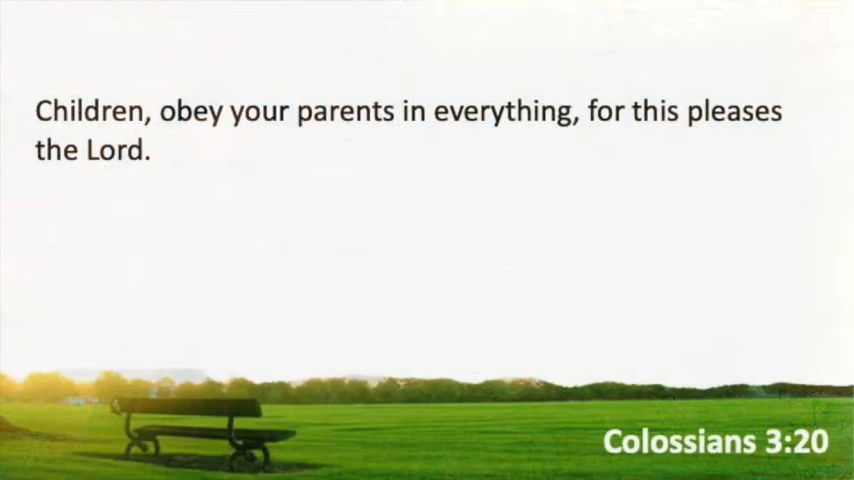 Children, obey your parents in everything, for this pleases
the Lord.
Colossians 3:20